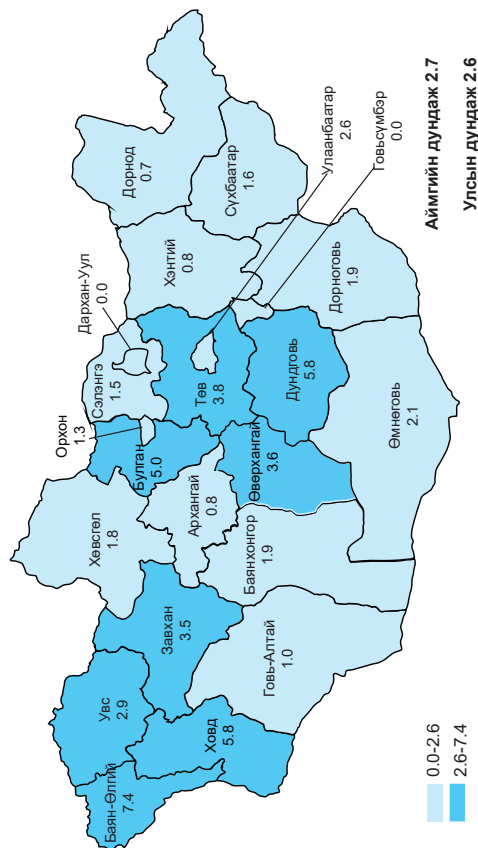 Баян-Өлгий
7.4
Увс
2.9
Ховд
5.8
Завхан
3.5
Говь-Алтай
1.0
Хөвсгөл
1.8
Архангай
0.8
Баянхонгор
1.9
Орхон
1.3
Булган
5.0
Өвөрхангай
3.6
Сэлэнгэ
1.5
Дархан-Уул
0.0
Төв
3.8
Дундговь
5.8
Өмнөговь
2.1
Хэнтий
0.8
Дорноговь
1.9
Дорнод
0.7
Сүхбаатар
1.6
Улаанбаатар
2.6
Говьсүмбэр
0.0
Аймгийн дундаж 2.7
Улсын дундаж 2.6
0.0-2.6
2.6-7.4